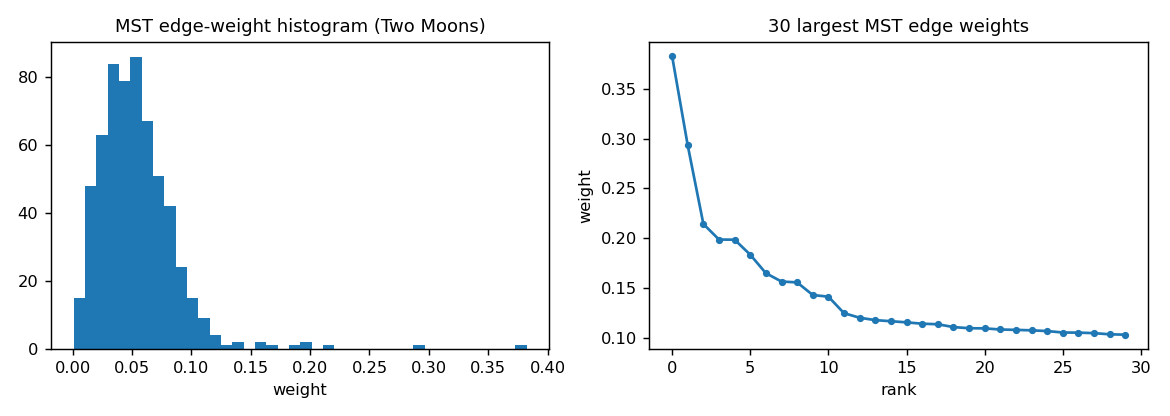 MST edge-weight histogram (Two Moons)
80
60
40
20
0
0.00 0.05 0.10 0.15 0.20 0.25 0.30 0.35 0.40
weight
30 largest MST edge weights
weight
0.35
0.30
0.25
0.20
0.15
0.10
0 5 10 15 20 25 30
rank